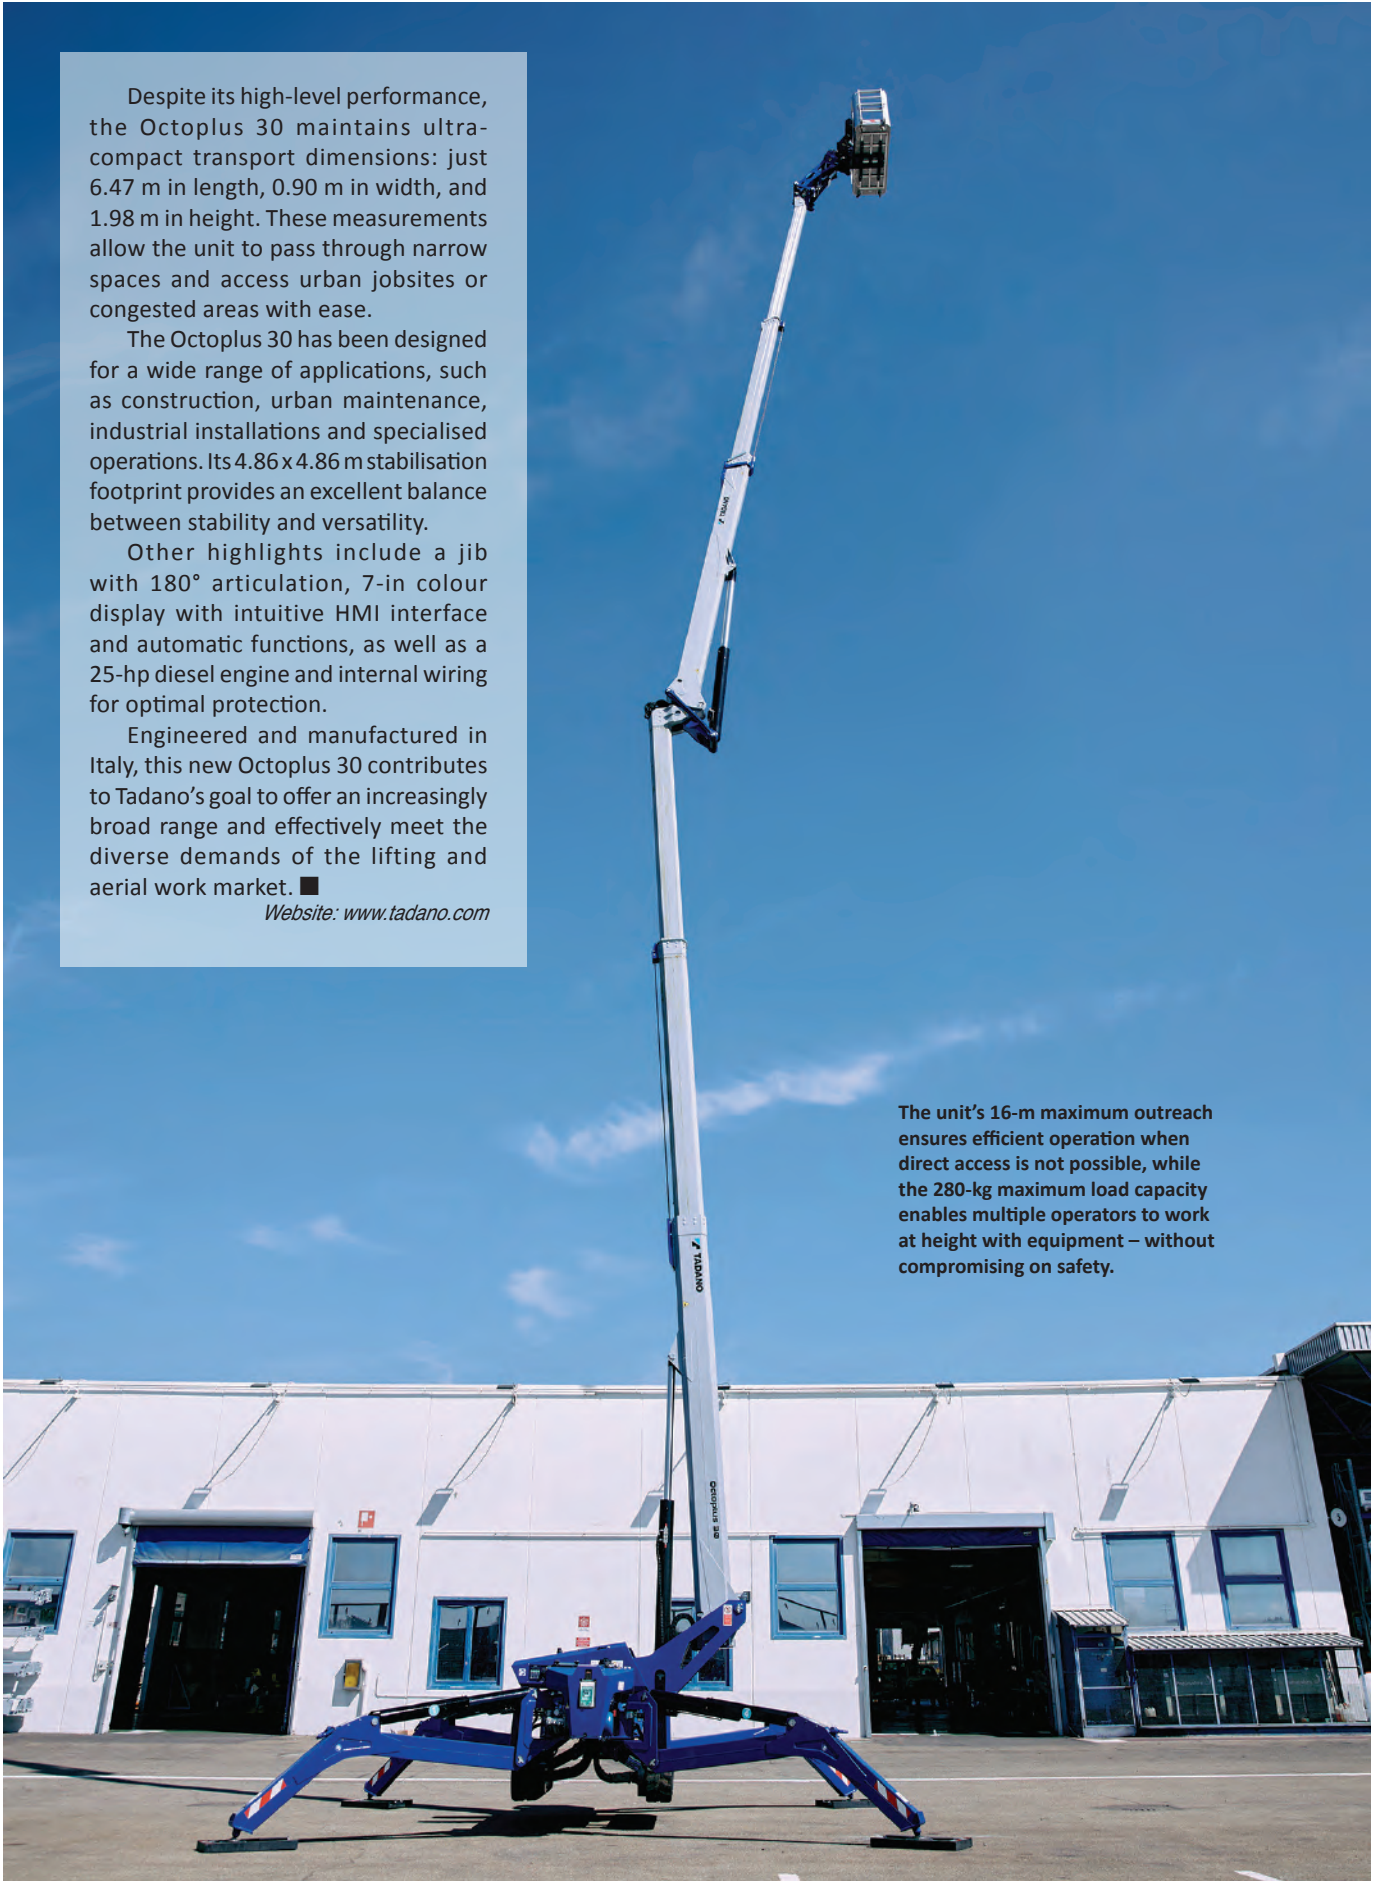 Despite its high-level performance,
the Octoplus 30 maintains ultra-
compact transport dimensions: just
6.47 m in length, 0.90 m in width, and
1.98 m in height. These measurements
allow the unit to pass through narrow
spaces and access urban jobsites or
congested areas with ease.
The Octoplus 30 has been designed
for a wide range of applications, such
as construction, urban maintenance,
industrial installations and specialised
operations. Its 4.86 x 4.86 m stabilisation
footprint provides an excellent balance
between stability and versatility.
Other highlights include a jib
with 180° articulation, 7-in colour
display with intuitive HMI interface
and automatic functions, as well as a
25-hp diesel engine and internal wiring
for optimal protection.
Engineered and manufactured in
Italy, this new Octoplus 30 contributes
to Tadano’s goal to offer an increasingly
broad range and effectively meet the
diverse demands of the lifting and
aerial work market. ■
Website: www.tadano.com
TADANO
The unit’s 16-m maximum outreach
ensures efficient operation when
direct access is not possible, while
the 280-kg maximum load capacity
enables multiple operators to work
at height with equipment – without
compromising on safety.
TADANO
Octoplus 30